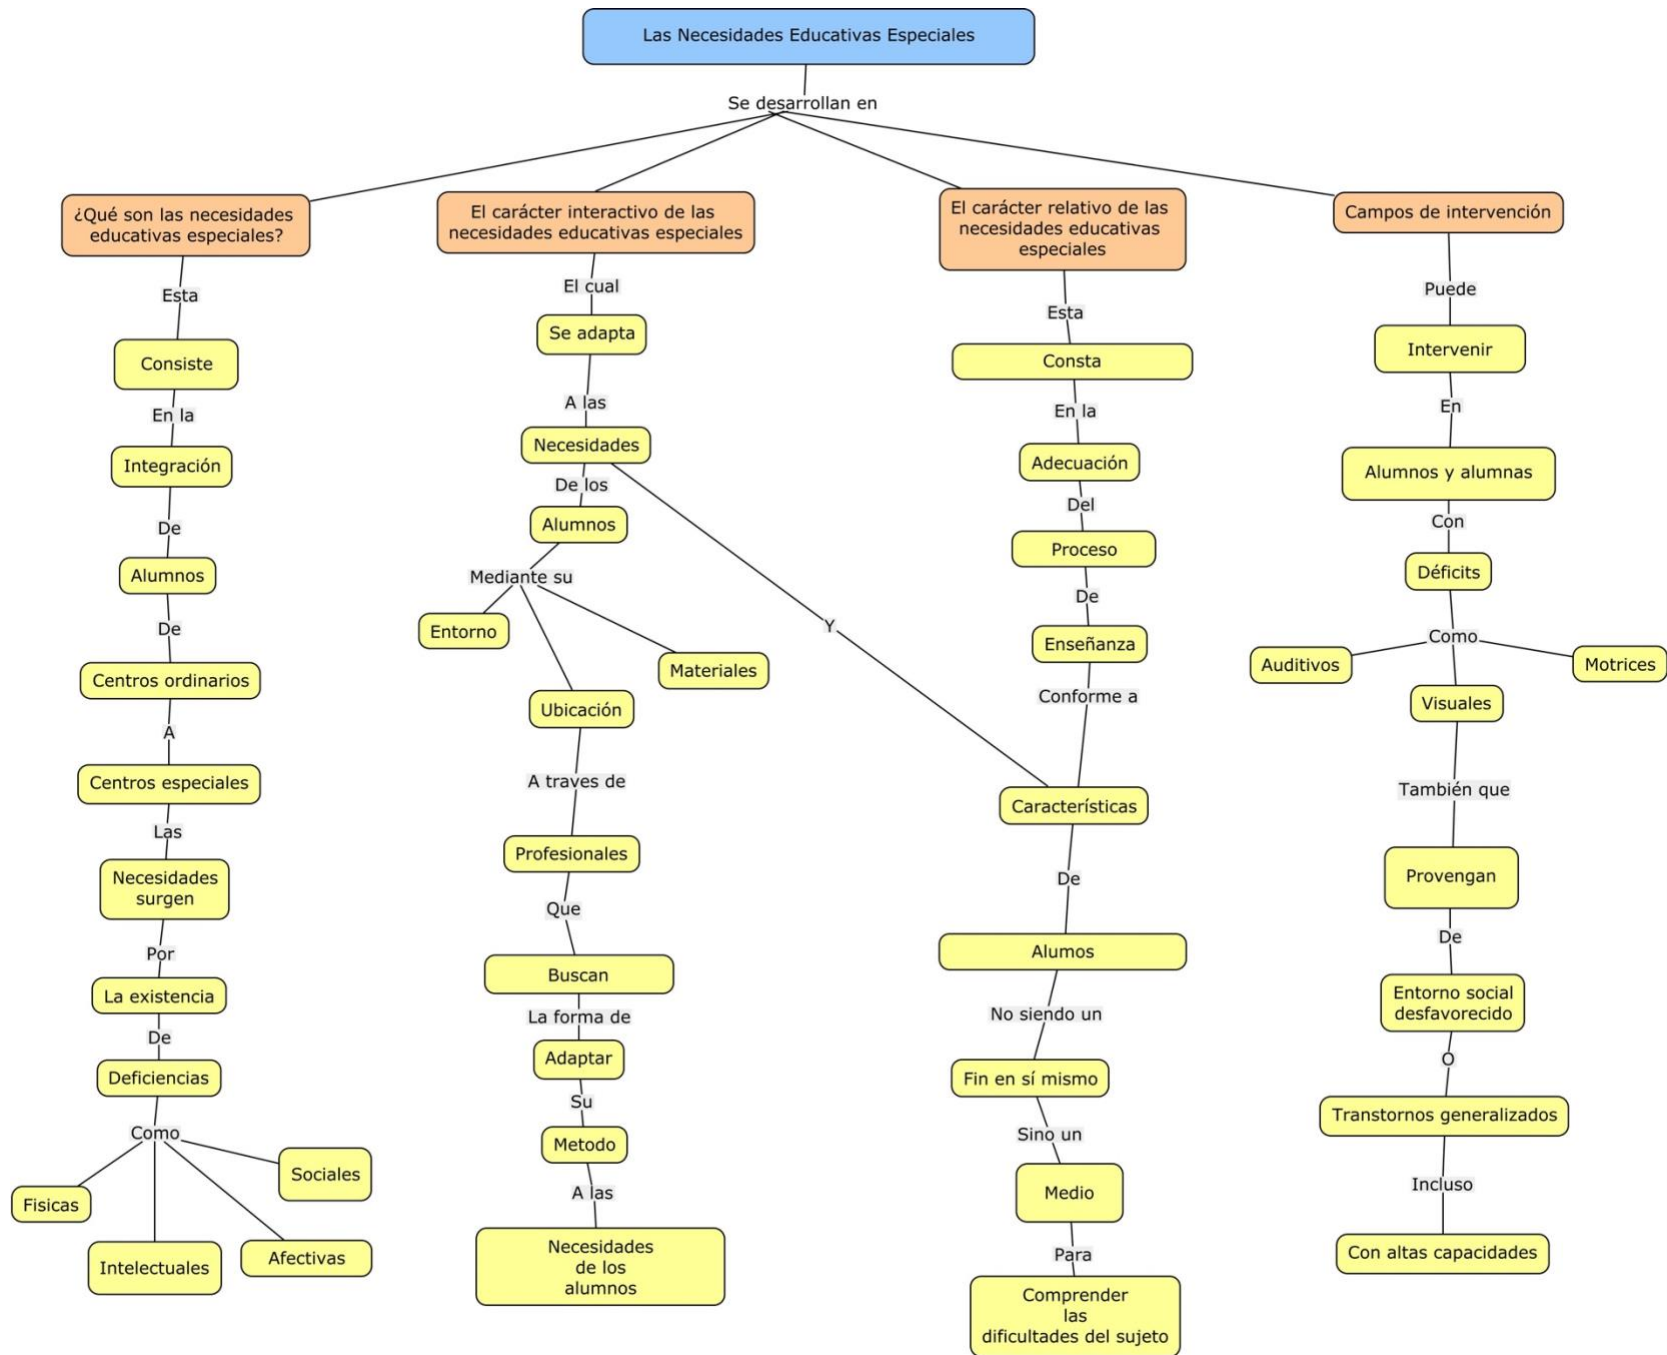 Las Necesidades Educativas Especiales
Se desarrollan en
¿Qué son las necesidades
educativas especiales?
Esta
Consiste
En la
Integración
De
Alumnos
De
Centros ordinarios
A
Centros especiales
Las
Necesidades
surgen
Por
La existencia
De
Deficiencias
Como
Fisicas
Intelectuales
Afectivas
Sociales
El carácter interactivo de las
necesidades educativas especiales
El cual
Se adapta
A las
Necesidades
De los
Alumnos
Mediante su
Entorno
Ubicación
Materiales
A traves de
Profesionales
Que
Buscan
La forma de
Adaptar
Su
Metodo
A las
Necesidades
de los
alumnos
Y
El carácter relativo de las
necesidades educativas
especiales
Esta
Consta
En la
Adecuación
Del
Proceso
De
Enseñanza
Conforme a
Características
De
Alumos
No siendo un
Fin en sí mismo
Sino un
Medio
Para
Comprender
las
dificultades del sujeto
Campos de intervención
Puede
Intervenir
En
Alumnos y alumnas
Con
Déficits
Como
Auditivos
Visuales
Motrices
También que
Provengan
De
Entorno social
desfavorecido
O
Transtornos generalizados
Incluso
Con altas capacidades